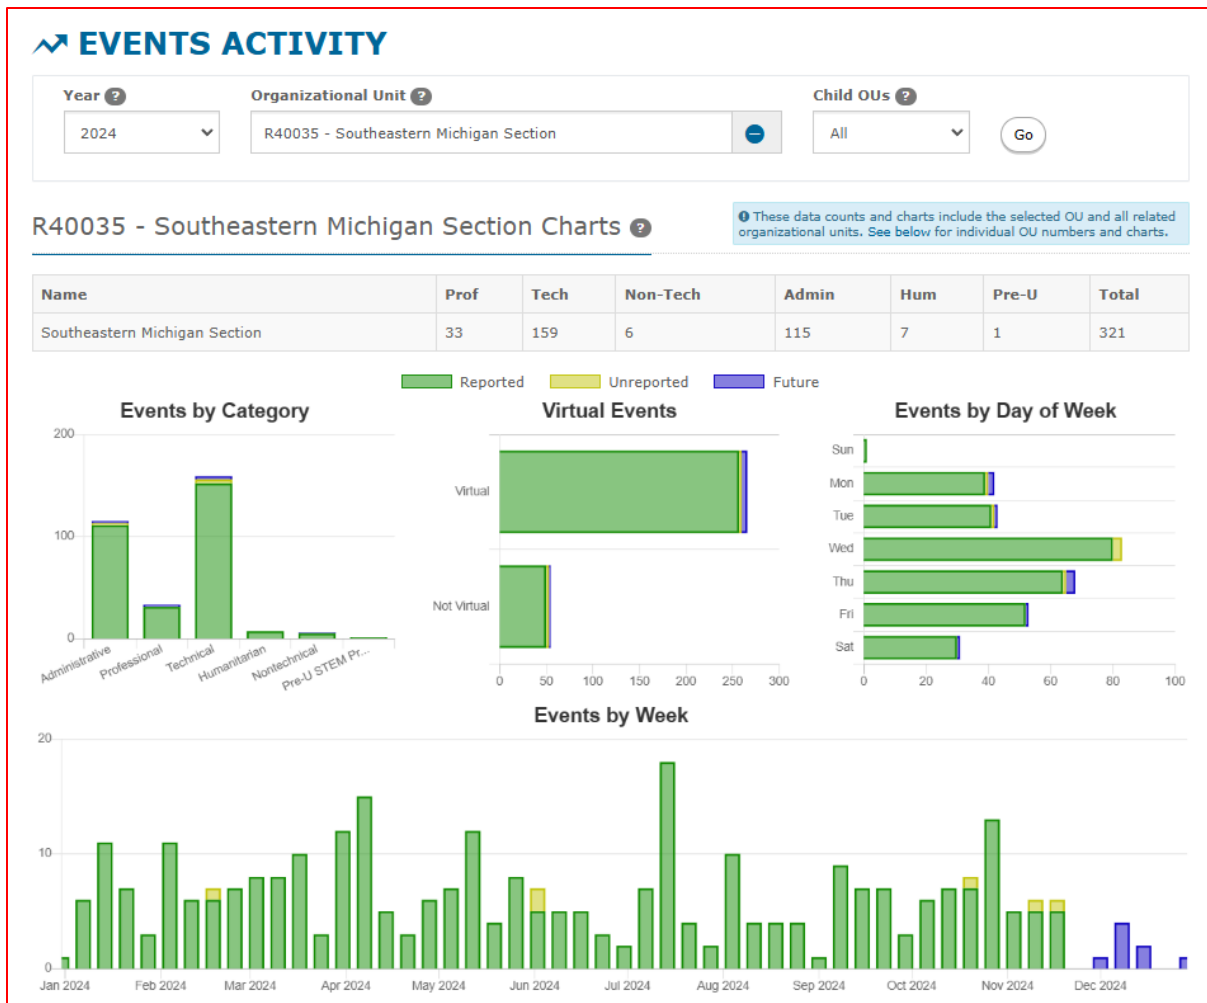 EVENTS ACTIVITY
Year ?
Organizational Unit ?
Child OUs ?
2024
R40035 - Southeastern Michigan Section
All
Go
R40035 - Southeastern Michigan Section Charts ?
These data counts and charts include the selected OU and all related
organizational units. See below for individual OU numbers and charts.
Name Prof Tech Non-Tech Admin Hum Pre-U Total
Southeastern Michigan Section 33 159 6 115 7 1 321
Reported Unreported Future
Events by Category
200
100
0
Administrative
Professional
Technical
Humanitarian
Nontechnical
Pre-U STEM Pr...
Virtual Events
Virtual
Not Virtual
0 50 100 150 200 250 300
Events by Day of Week
Sun
Mon
Tue
Wed
Thu
Fri
Sat
0 20 40 60 80 100
Events by Week
20
10
0
Jan 2024 Feb 2024 Mar 2024 Apr 2024 May 2024 Jun 2024 Jul 2024 Aug 2024 Sep 2024 Oct 2024 Nov 2024 Dec 2024